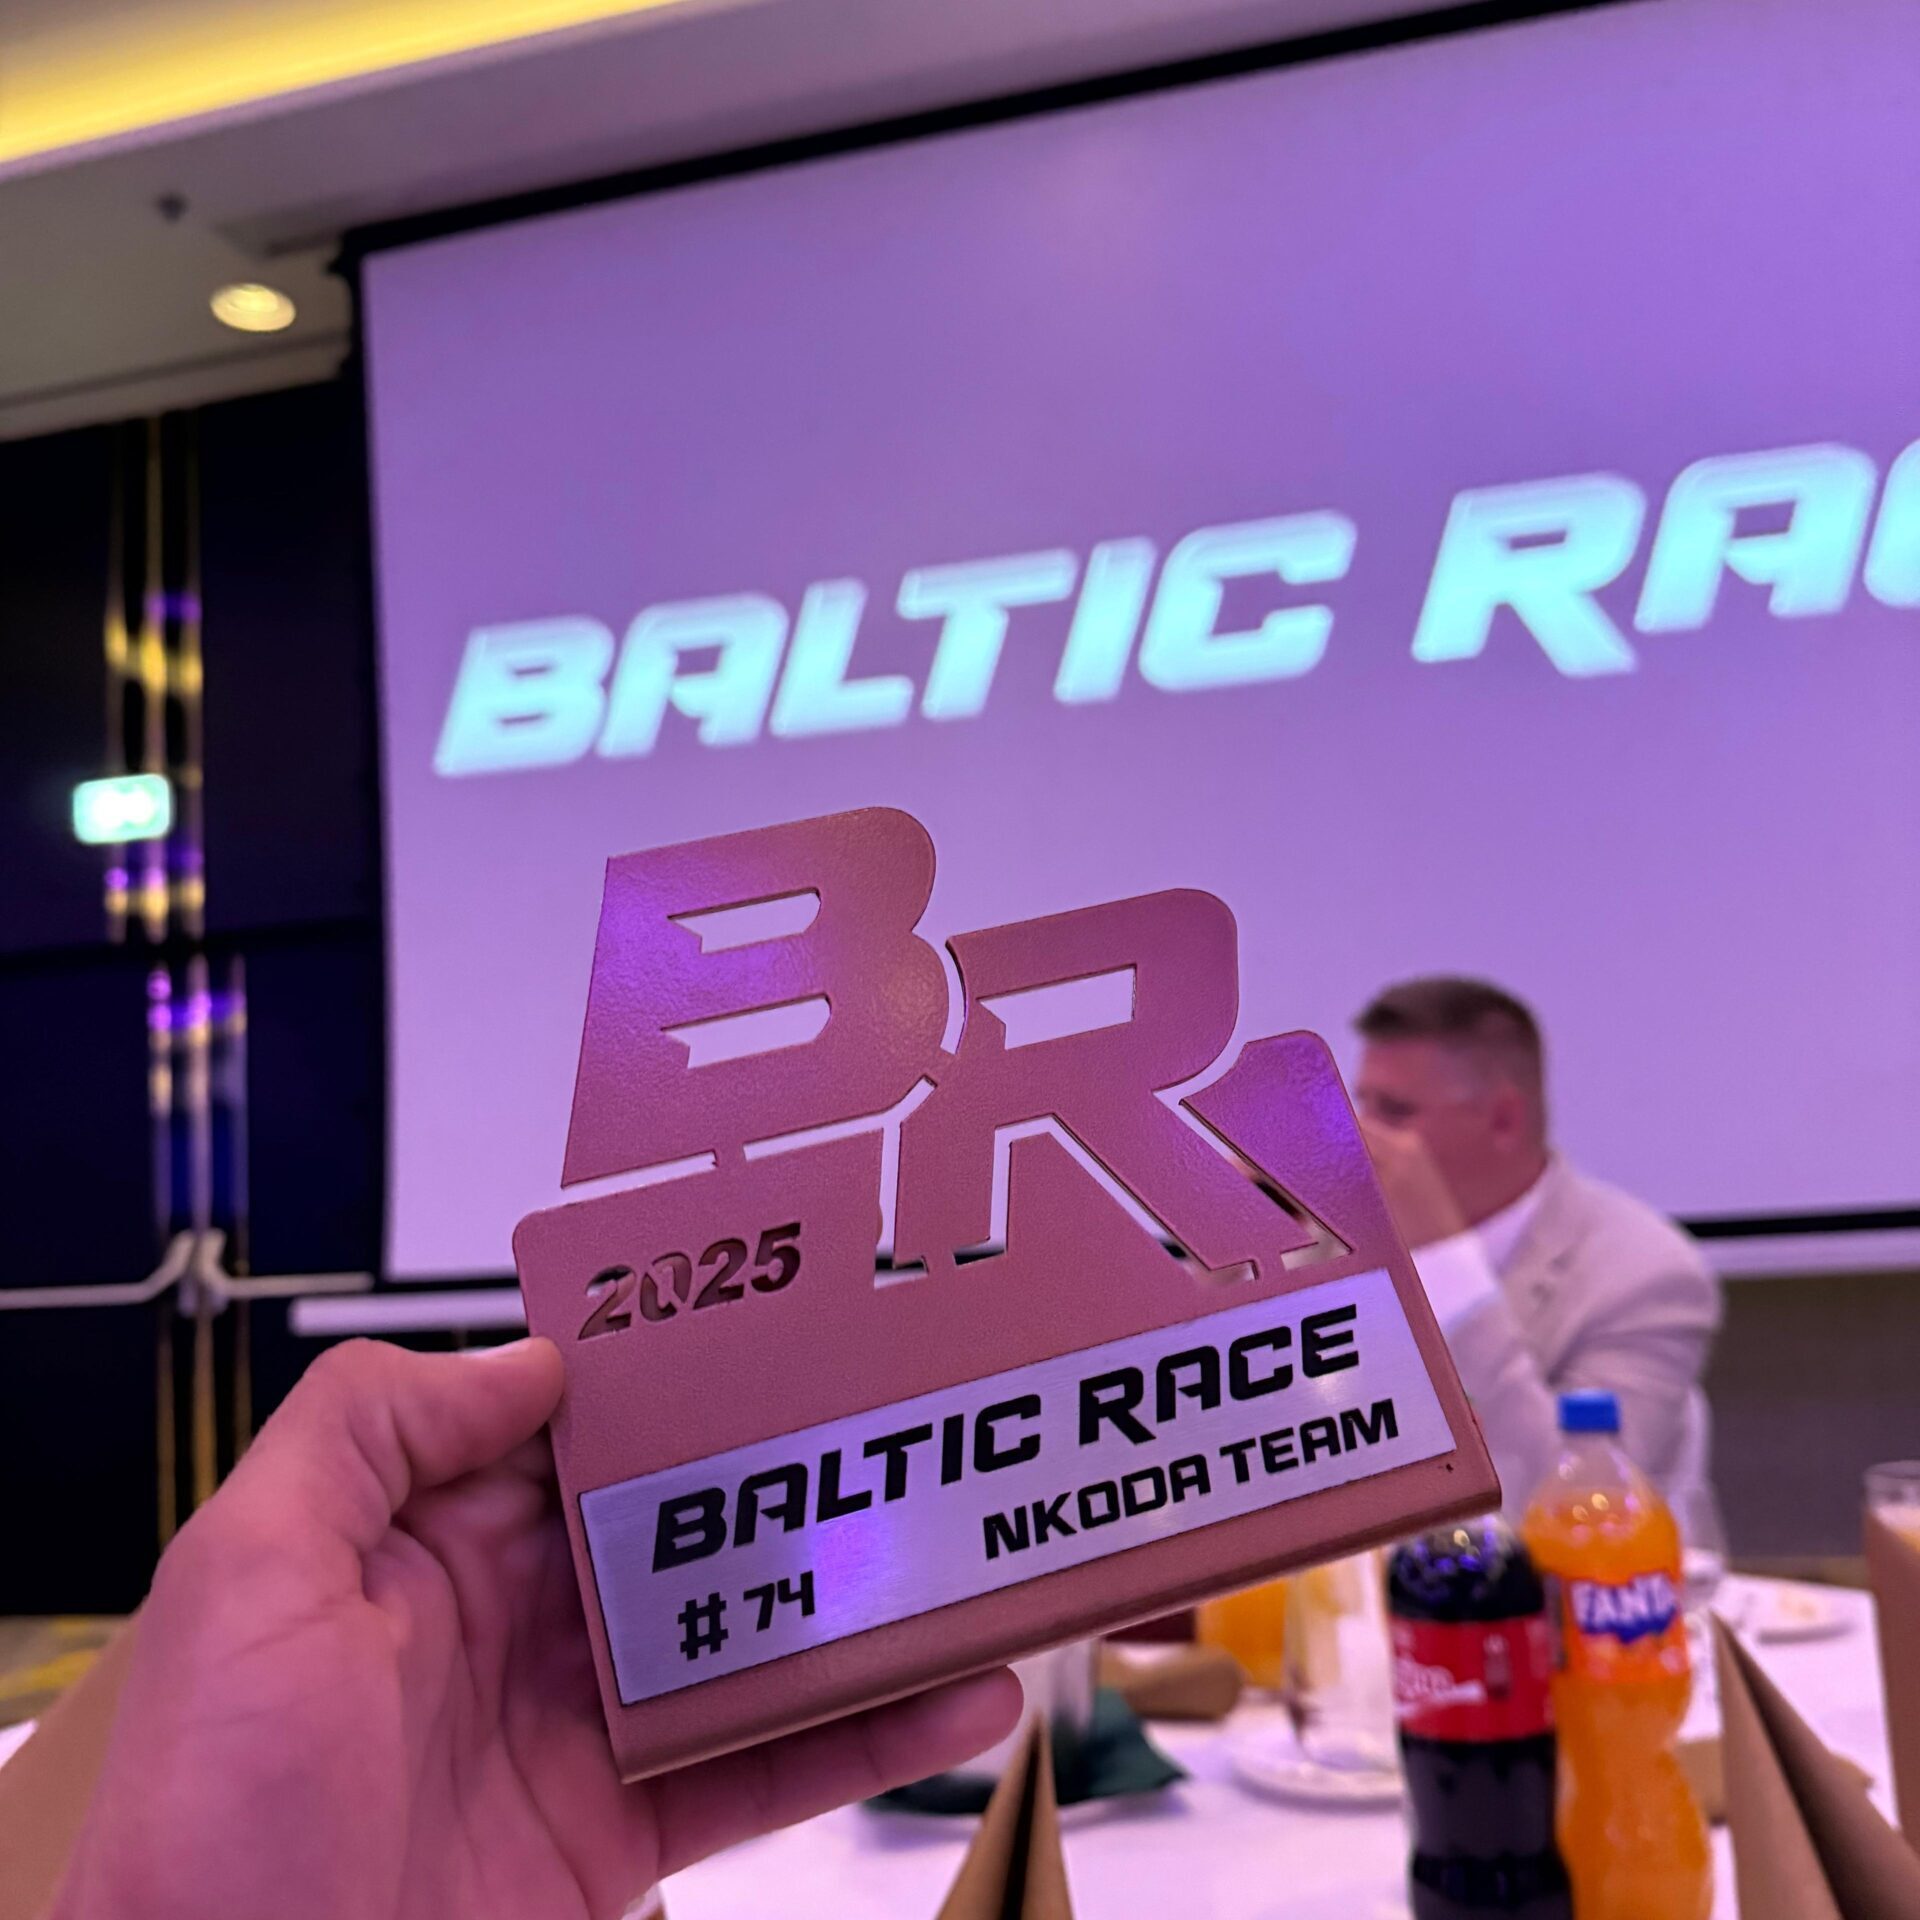 BALTIC RAC
BR
2025
BALTIC RACE
NKODA TEAM
# 74
FANTA